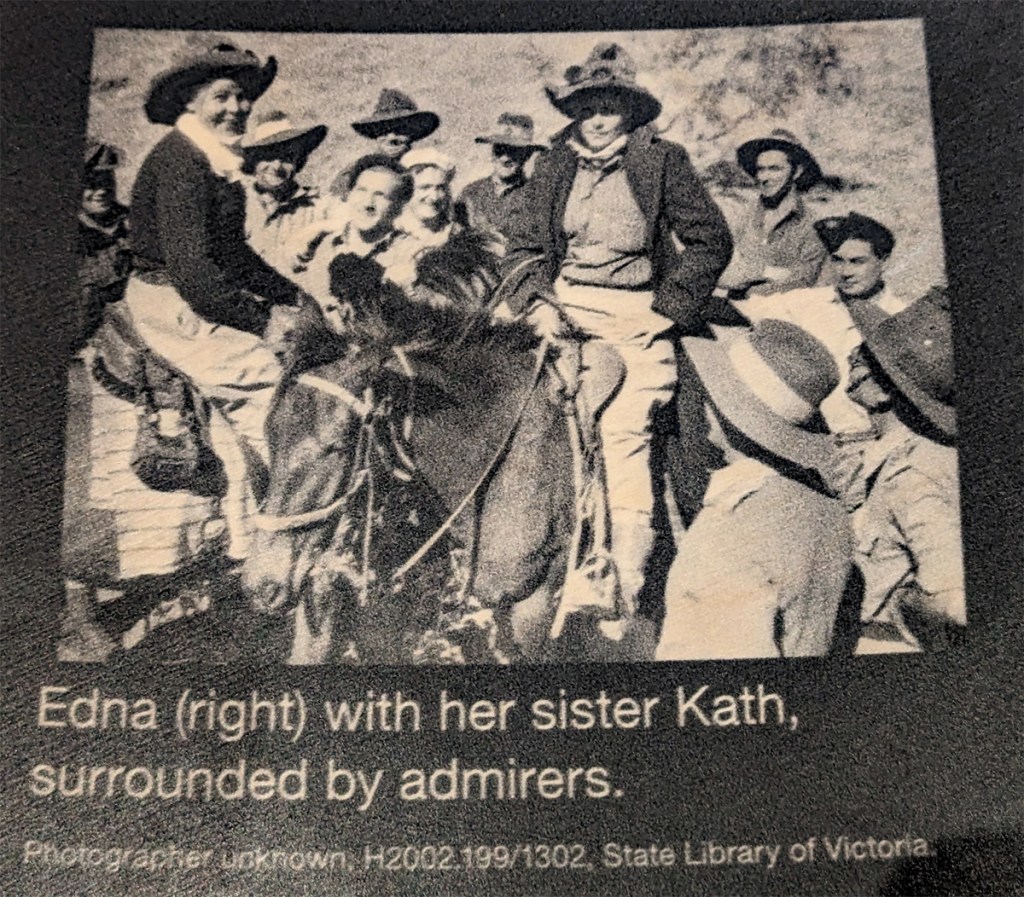 Edna (right) with her sister Kath,
surrounded by admirers.
Photographer unknown, H2002.199/1302, State Library of Victoria.